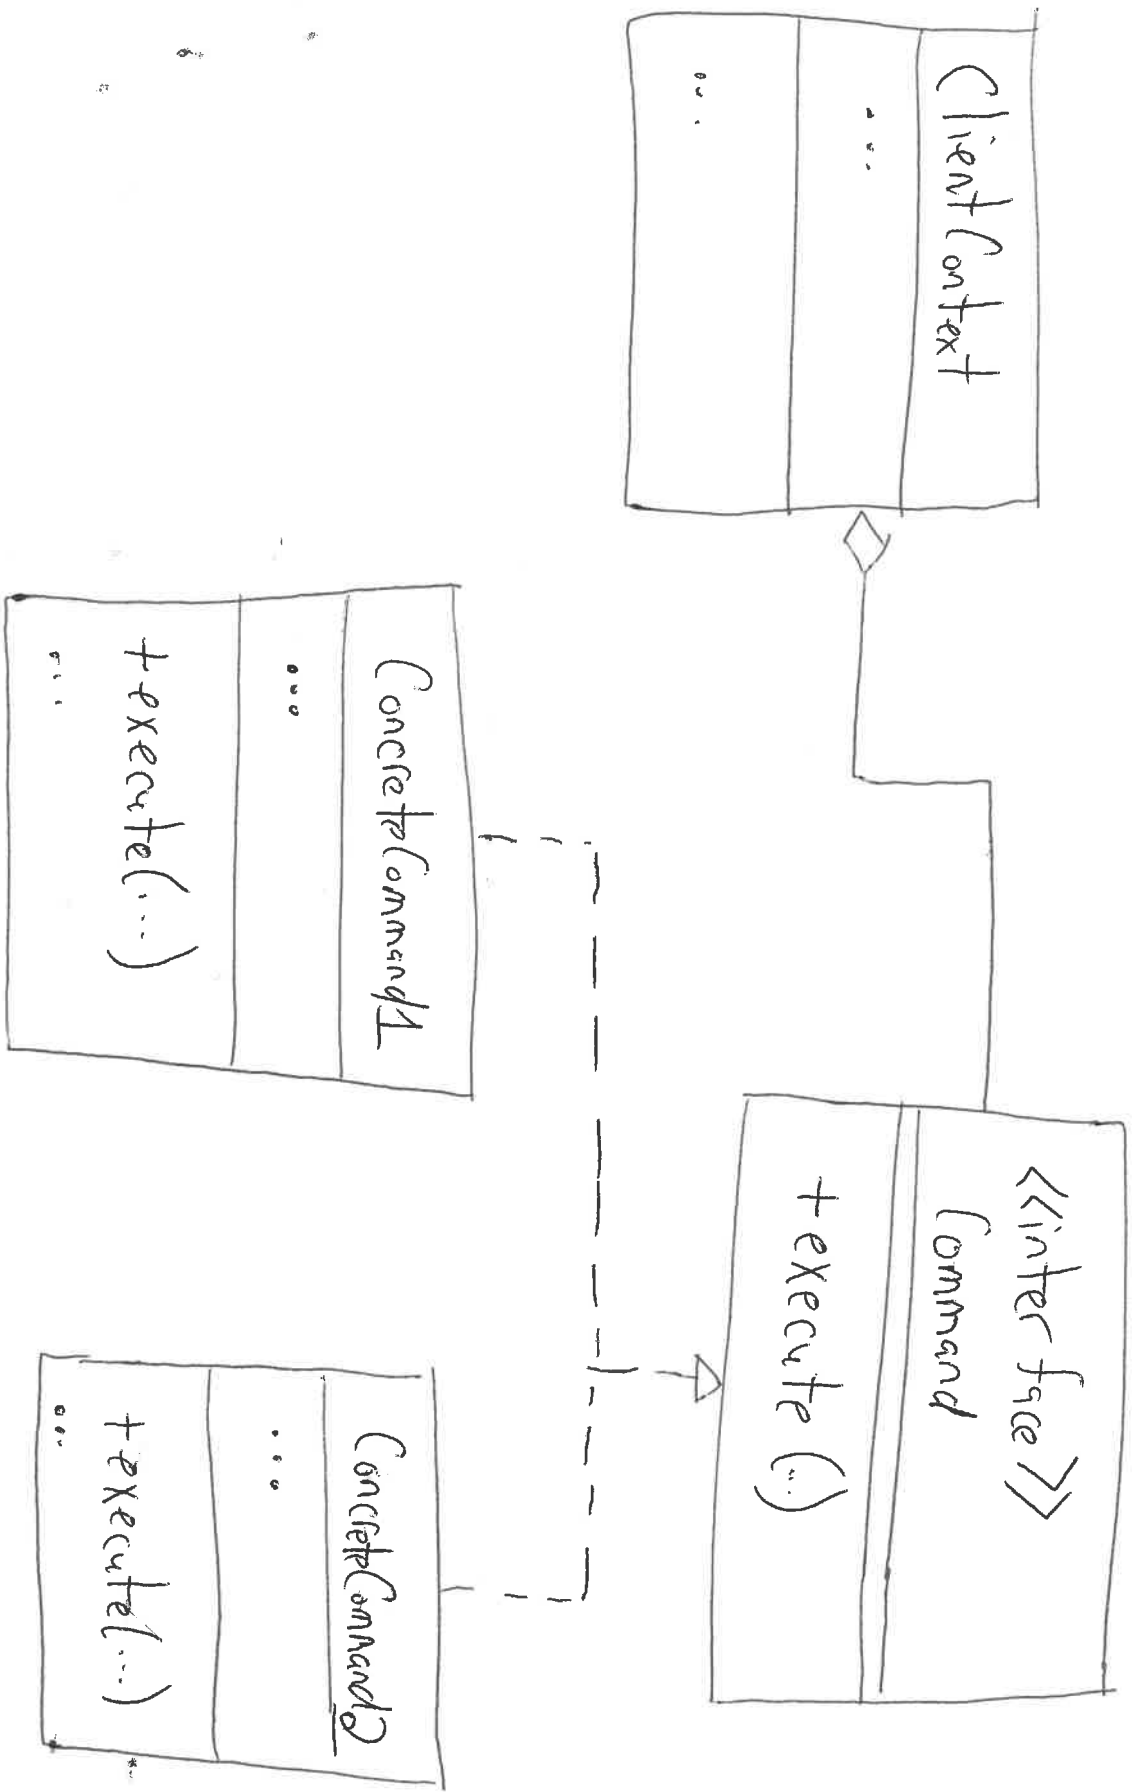 ClientContext
...
...
<<interface>>
Command
+execute(...)
ConcreteCommand1
...
+execute(...)
...
ConcreteCommand2
...
+execute(...)
...